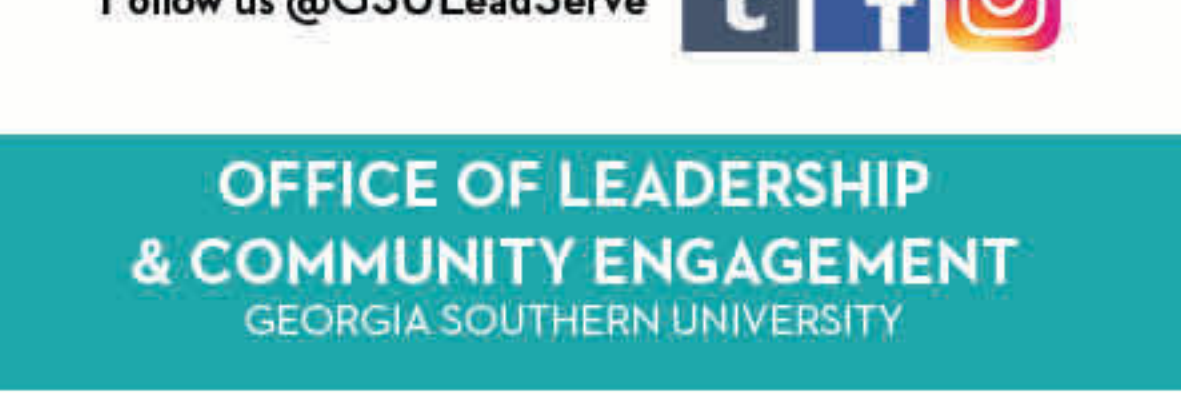 Follow us @GSULeadServe
OFFICE OF LEADERSHIP
& COMMUNITY ENGAGEMENT
GEORGIA SOUTHERN UNIVERSITY